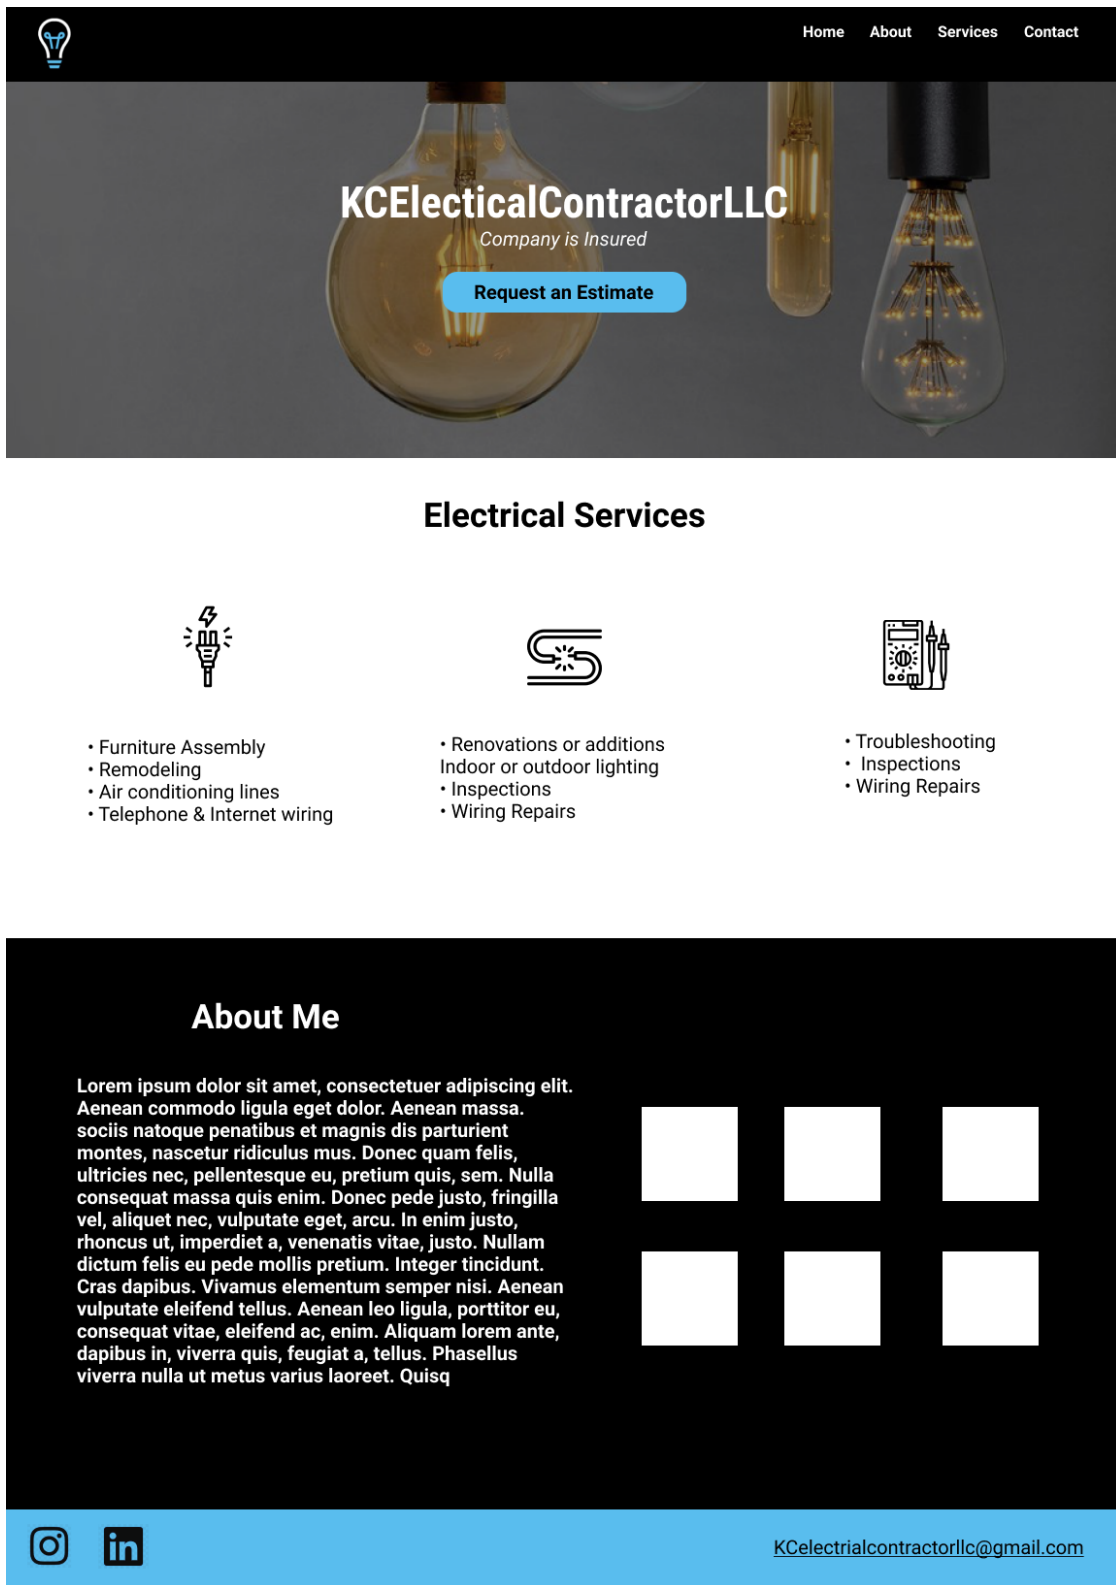 Home About Services Contact
KCElecticalContractorLLC
Company is Insured
Request an Estimate
Electrical Services
• Furniture Assembly
• Remodeling
• Air conditioning lines
• Telephone & Internet wiring
• Renovations or additions
Indoor or outdoor lighting
• Inspections
• Wiring Repairs
• Troubleshooting
• Inspections
• Wiring Repairs
About Me
Lorem ipsum dolor sit amet, consectetuer adipiscing elit.
Aenean commodo ligula eget dolor. Aenean massa.
sociis natoque penatibus et magnis dis parturient
montes, nascetur ridiculus mus. Donec quam felis,
ultricies nec, pellentesque eu, pretium quis, sem. Nulla
consequat massa quis enim. Donec pede justo, fringilla
vel, aliquet nec, vulputate eget, arcu. In enim justo,
rhoncus ut, imperdiet a, venenatis vitae, justo. Nullam
dictum felis eu pede mollis pretium. Integer tincidunt.
Cras dapibus. Vivamus elementum semper nisi. Aenean
vulputate eleifend tellus. Aenean leo ligula, porttitor eu,
consequat vitae, eleifend ac, enim. Aliquam lorem ante,
dapibus in, viverra quis, feugiat a, tellus. Phasellus
viverra nulla ut metus varius laoreet. Quisq
in
KCelectrialcontractorllc@gmail.com